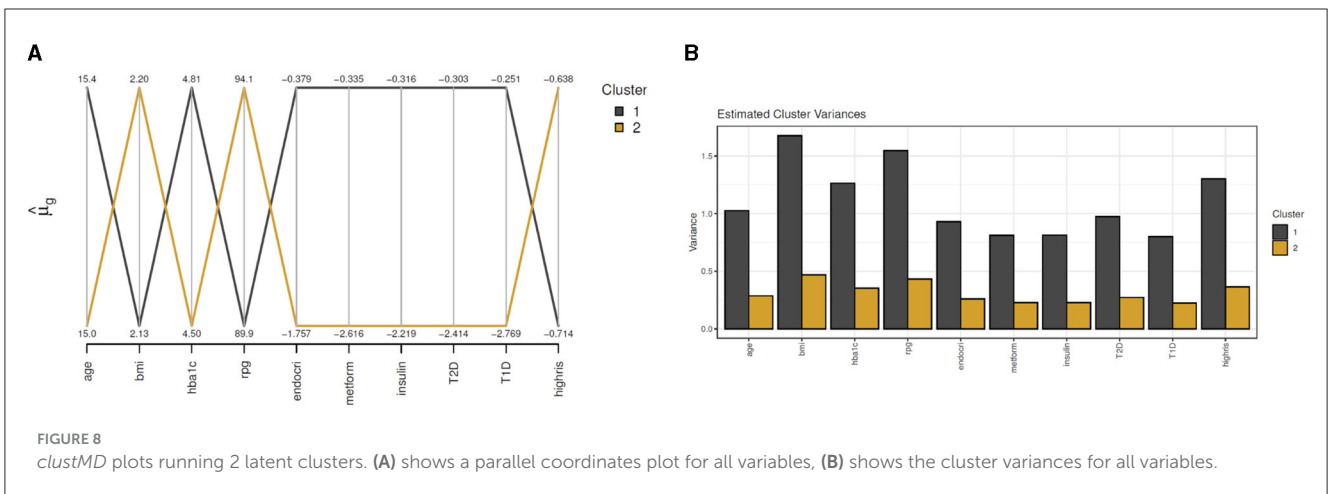 A
15.4 2.20 4.81 94.1 −0.379 −0.335 −0.316 −0.303 −0.251 −0.638
Cluster
1
2
μ̂g
15.0 2.13 4.50 89.9 −1.757 −2.616 −2.219 −2.414 −2.769 −0.714
age bmi hba1c rpg endocri metform insulin T2D T1D highris
B
Estimated Cluster Variances
Variance
1.5
1.0
0.5
0.0
age bmi hba1c rpg endocri metform insulin T2D T1D highris
Cluster
1
2
FIGURE 8
clustMD plots running 2 latent clusters. (A) shows a parallel coordinates plot for all variables, (B) shows the cluster variances for all variables.